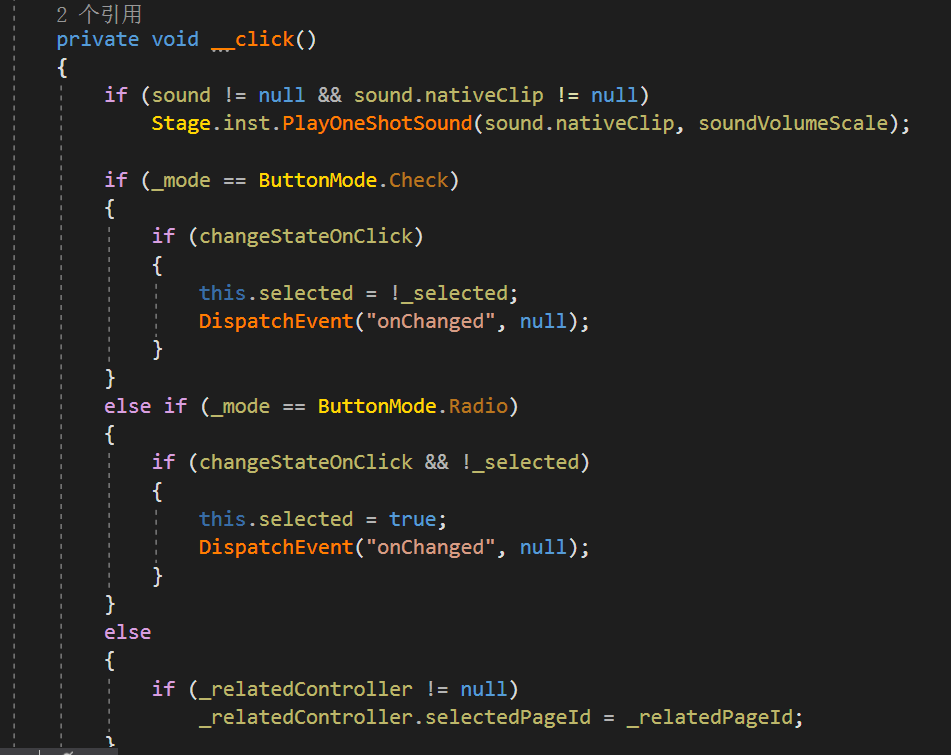 2 个引用
private void __click()
{
if (sound != null && sound.nativeClip != null)
Stage.inst.PlayOneShotSound(sound.nativeClip, soundVolumeScale);
if (_mode == ButtonMode.Check)
{
if (changeStateOnClick)
{
this.selected = !_selected;
DispatchEvent("onChanged", null);
}
}
else if (_mode == ButtonMode.Radio)
{
if (changeStateOnClick && !_selected)
{
this.selected = true;
DispatchEvent("onChanged", null);
}
}
else
{
if (_relatedController != null)
_relatedController.selectedPageId = _relatedPageId;
}